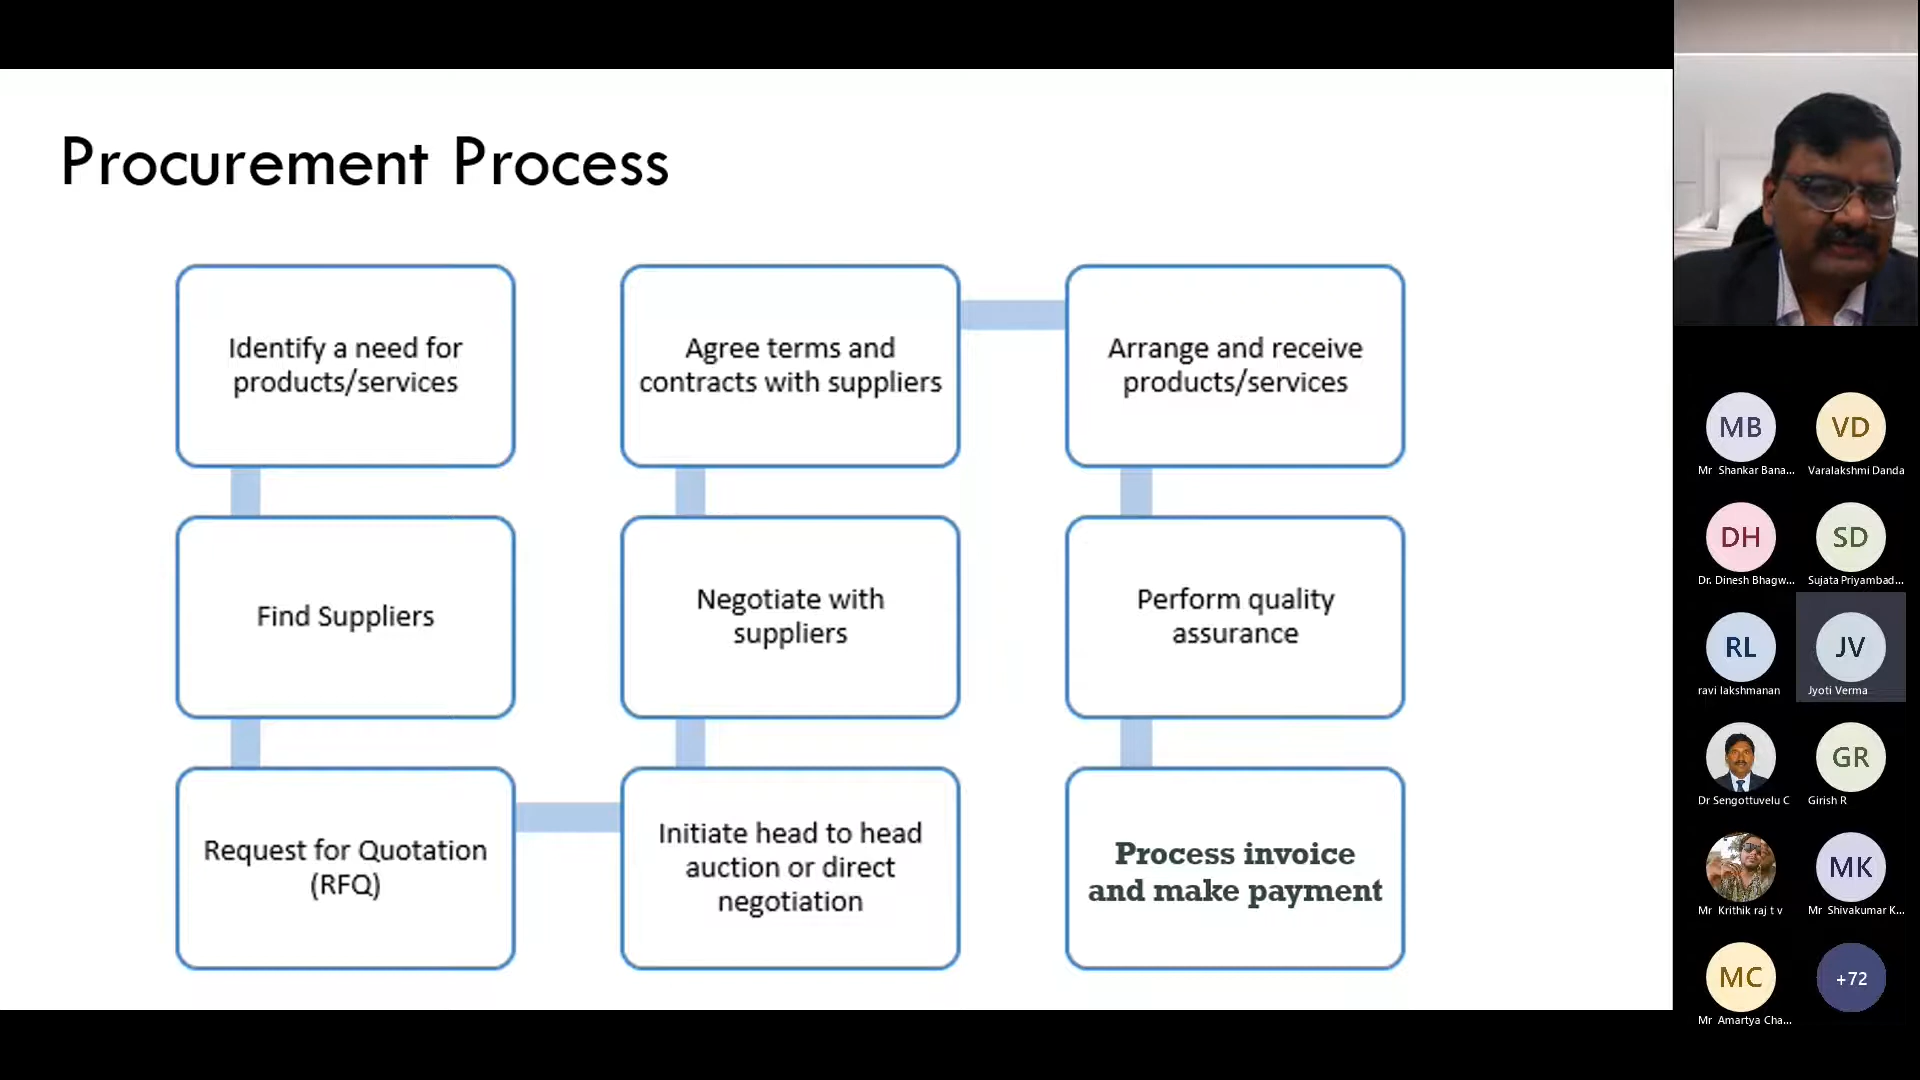 Procurement Process
Identify a need for
products/services
Find Suppliers
Request for Quotation
(RFQ)
Initiate head to head
auction or direct
negotiation
Negotiate with
suppliers
Agree terms and
contracts with suppliers
Arrange and receive
products/services
Perform quality
assurance
Process invoice
and make payment
MB
Mr Shankar Bana...
VD
Varalakshmi Danda
DH
Dr. Dinesh Bhagw...
SD
Sujata Priyambad...
RL
ravi lakshmanan
JV
Jyoti Verma
Dr Sengottuvelu C
GR
Girish R
Mr Krithik raj t v
MK
Mr Shivakumar K...
MC
Mr Amartya Cha...
+72